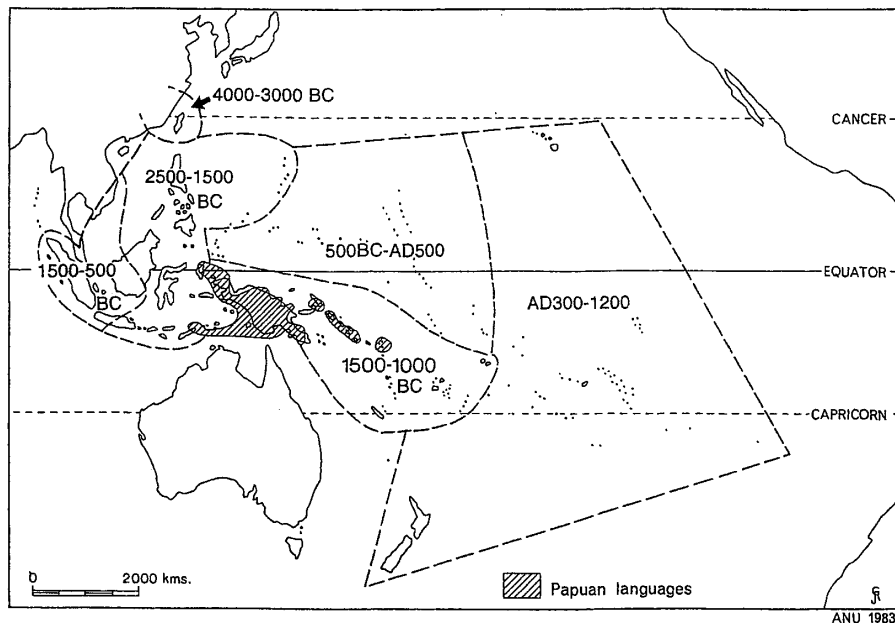 4000-3000 BC
CANCER
2500-1500
BC
500BC-AD500
1500-500
BC
EQUATOR
AD300-1200
1500-1000
BC
CAPRICORN
0 2000 kms.
Papuan languages
ANU 1983